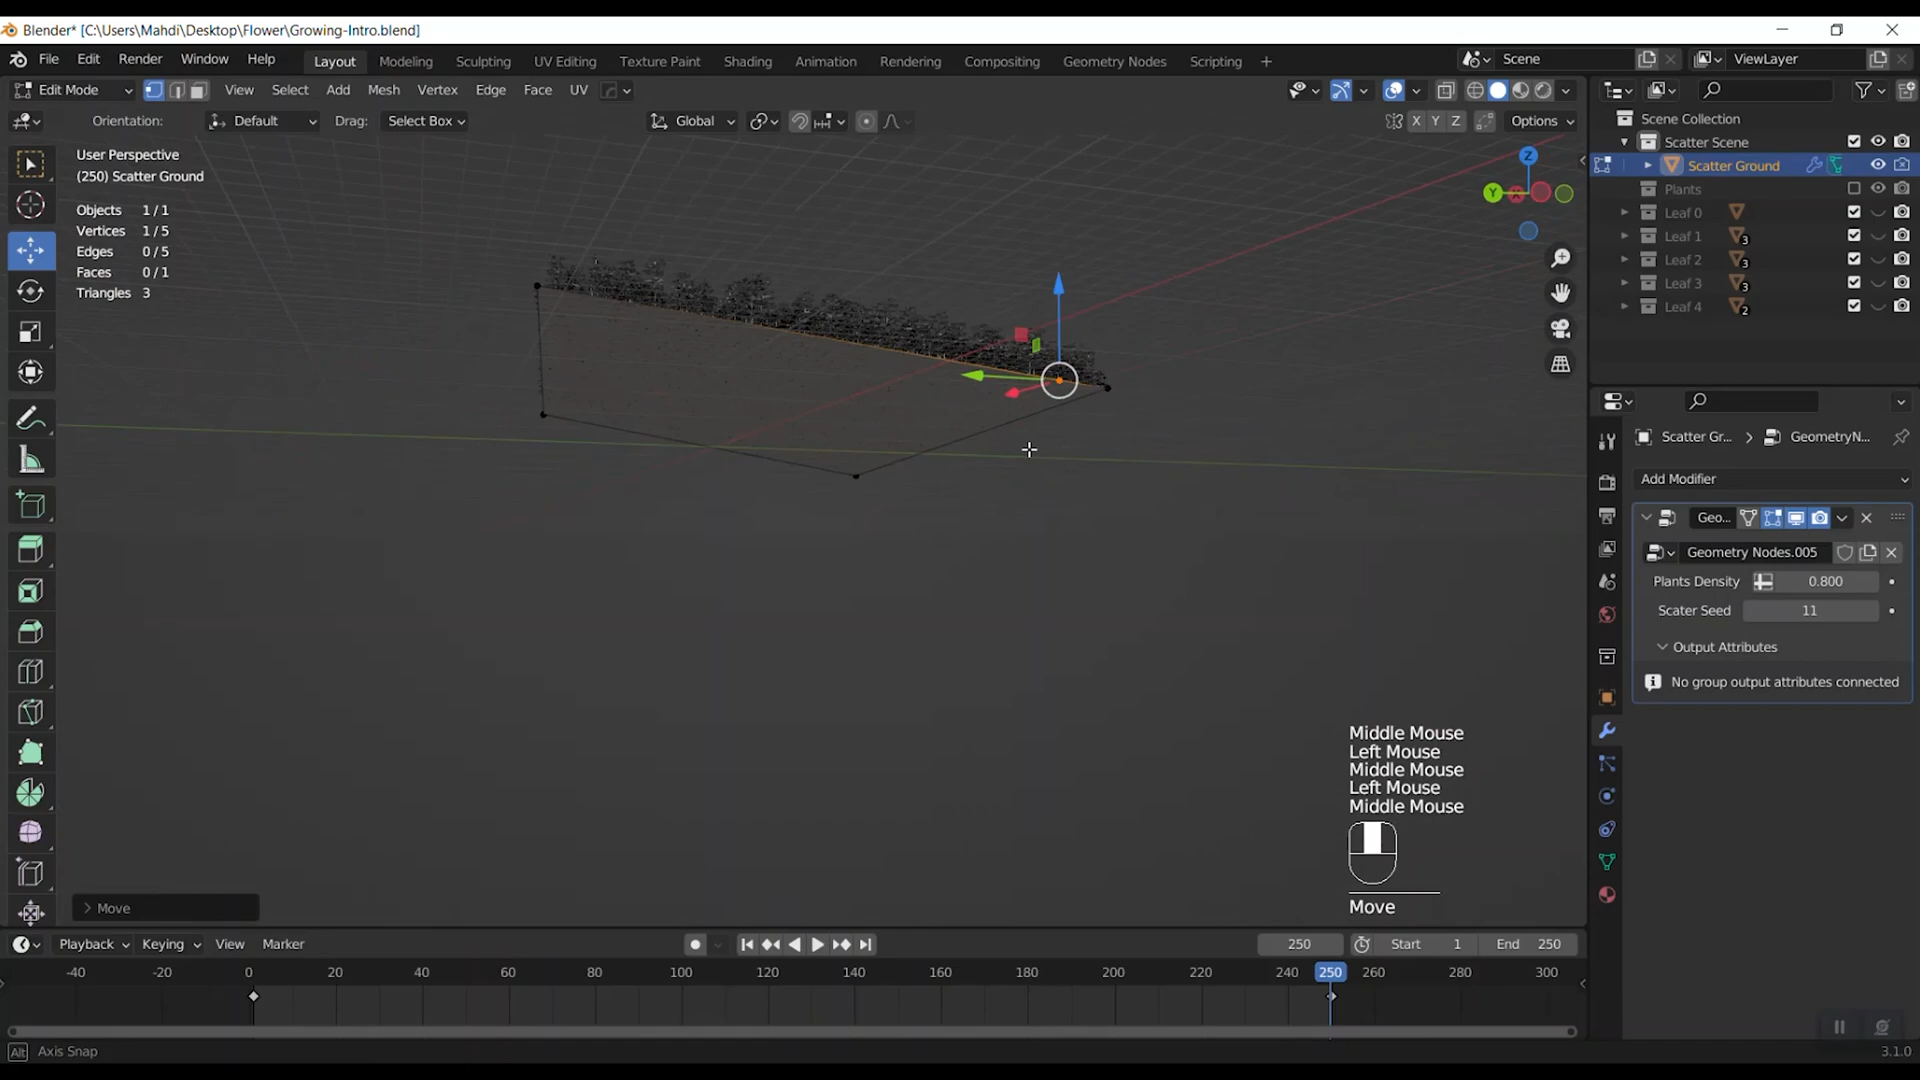 Blender* [C:\Users\Mahdi\Desktop\Flower\Growing-Intro.blend]
File Edit Render Window Help Layout Modeling Sculpting UV Editing Texture Paint Shading Animation Rendering Compositing Geometry Nodes Scripting + Scene ViewLayer
Edit Mode View Select Add Mesh Vertex Edge Face UV
Orientation: Default Drag: Select Box Global X Y Z Options
User Perspective
(250) Scatter Ground
Objects 1/1
Vertices 1/5
Edges 0/5
Faces 0/1
Triangles 3
Z
Y
X
Scene Collection
Scatter Scene
Scatter Ground
Plants
Leaf 0
Leaf 1 3
Leaf 2 3
Leaf 3 3
Leaf 4 2
Scatter Gr... > GeometryN...
Add Modifier
Geo...
Geometry Nodes.005
Plants Density 0.800
Scater Seed 11
Output Attributes
No group output attributes connected
Middle Mouse
Left Mouse
Middle Mouse
Left Mouse
Middle Mouse
Move
> Move
Playback Keying View Marker 250 Start 1 End 250
-40 -20 0 20 40 60 80 100 120 140 160 180 200 220 240 250 260 280 300
Alt Axis Snap 3.1.0